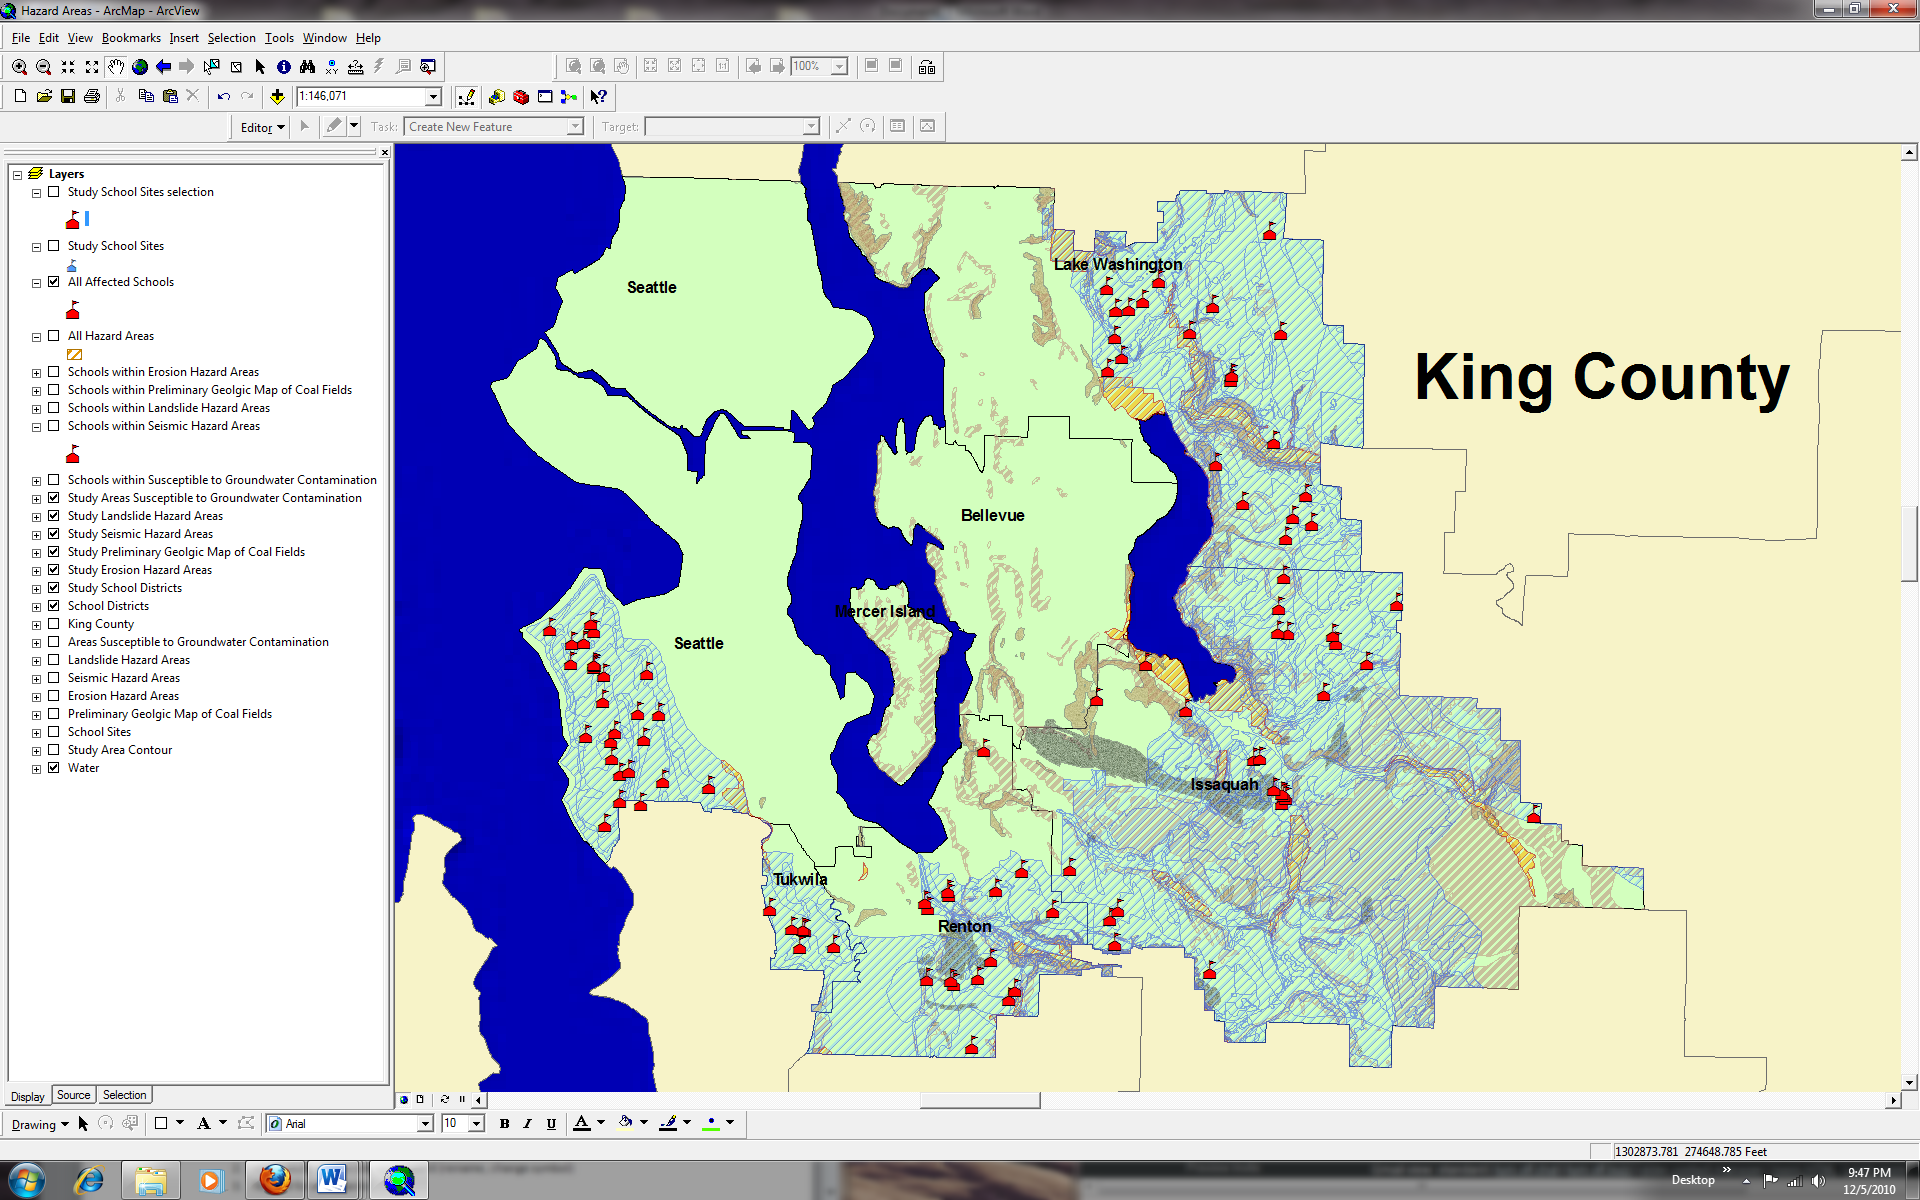 Hazard Areas - ArcMap - ArcView
File Edit View Bookmarks Insert Selection Tools Window Help
100%
1:146,071
Editor Task: Create New Feature Target:
Layers
Study School Sites selection
Study School Sites
All Affected Schools
All Hazard Areas
Schools within Erosion Hazard Areas
Schools within Preliminary Geolgic Map of Coal Fields
Schools within Landslide Hazard Areas
Schools within Seismic Hazard Areas
Schools within Susceptible to Groundwater Contamination
Study Areas Susceptible to Groundwater Contamination
Study Landslide Hazard Areas
Study Seismic Hazard Areas
Study Preliminary Geolgic Map of Coal Fields
Study Erosion Hazard Areas
Study School Districts
School Districts
King County
Areas Susceptible to Groundwater Contamination
Landslide Hazard Areas
Seismic Hazard Areas
Erosion Hazard Areas
Preliminary Geolgic Map of Coal Fields
School Sites
Study Area Contour
Water
Display Source Selection
Lake Washington
Seattle
King County
Bellevue
Mercer Island
Seattle
Issaquah
Tukwila
Renton
Drawing A Arial 10 B I U A
1302873.781 274648.785 Feet
Desktop
9:47 PM
12/5/2010